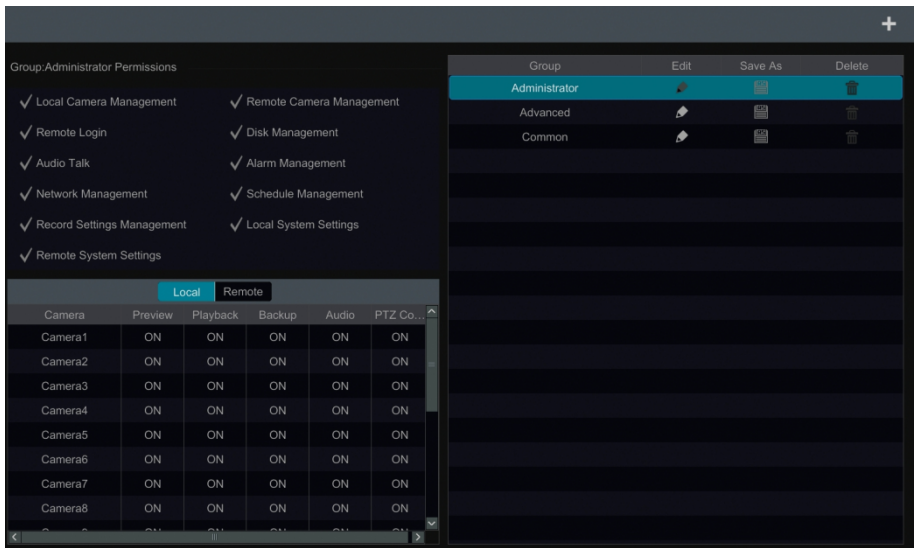 Group:Administrator Permissions
Local Camera Management Remote Camera Management
Remote Login Disk Management
Audio Talk Alarm Management
Network Management Schedule Management
Record Settings Management Local System Settings
Remote System Settings
Local Remote
Camera Preview Playback Backup Audio PTZ Co...
Camera1 ON ON ON ON ON
Camera2 ON ON ON ON ON
Camera3 ON ON ON ON ON
Camera4 ON ON ON ON ON
Camera5 ON ON ON ON ON
Camera6 ON ON ON ON ON
Camera7 ON ON ON ON ON
Camera8 ON ON ON ON ON
Group Edit Save As Delete
Administrator
Advanced
Common